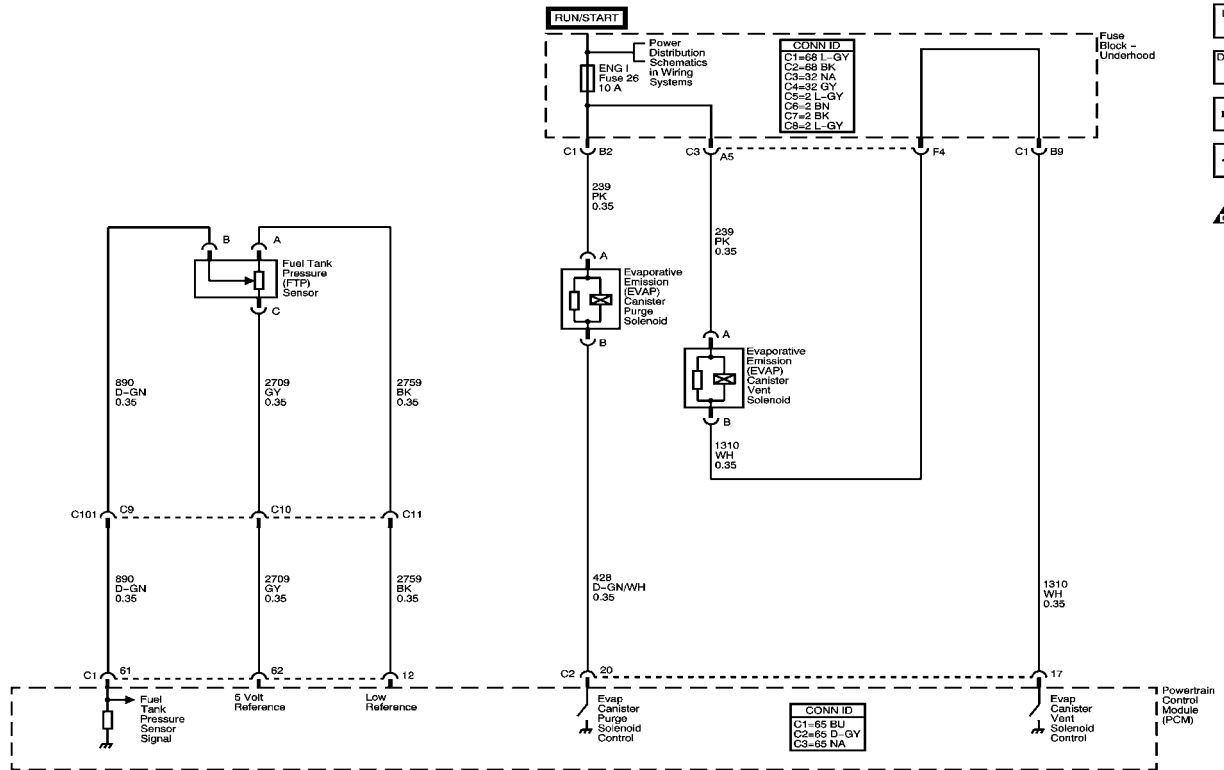 RUN/START
Power
Distribution
Schematics
in Wiring
Systems
ENG I
Fuse 26
10 A
CONN ID
C1=68 L-GY
C2=68 BK
C3=32 NA
C4=32 GY
C5=2 L-GY
C6=2 BN
C7=2 BK
C8=2 L-GY
Fuse
Block –
Underhood
C1 B2
C3 A5
F4
C1 B9
239
PK
0.35
239
PK
0.35
B A
Fuel Tank
Pressure
(FTP)
Sensor
C
A
Evaporative
Emission
(EVAP)
Canister
Purge
Solenoid
B
A
Evaporative
Emission
(EVAP)
Canister
Vent
Solenoid
B
890
D-GN
0.35
2709
GY
0.35
2759
BK
0.35
1310
WH
0.35
C101 C9 C10 C11
890
D-GN
0.35
2709
GY
0.35
2759
BK
0.35
428
D-GN/WH
0.35
1310
WH
0.35
C1 61 62 12
C2 20 17
Fuel
Tank
Pressure
Sensor
Signal
5 Volt
Reference
Low
Reference
Evap
Canister
Purge
Solenoid
Control
CONN ID
C1=65 BU
C2=65 D-GY
C3=65 NA
Evap
Canister
Vent
Solenoid
Control
Powertrain
Control
Module
(PCM)